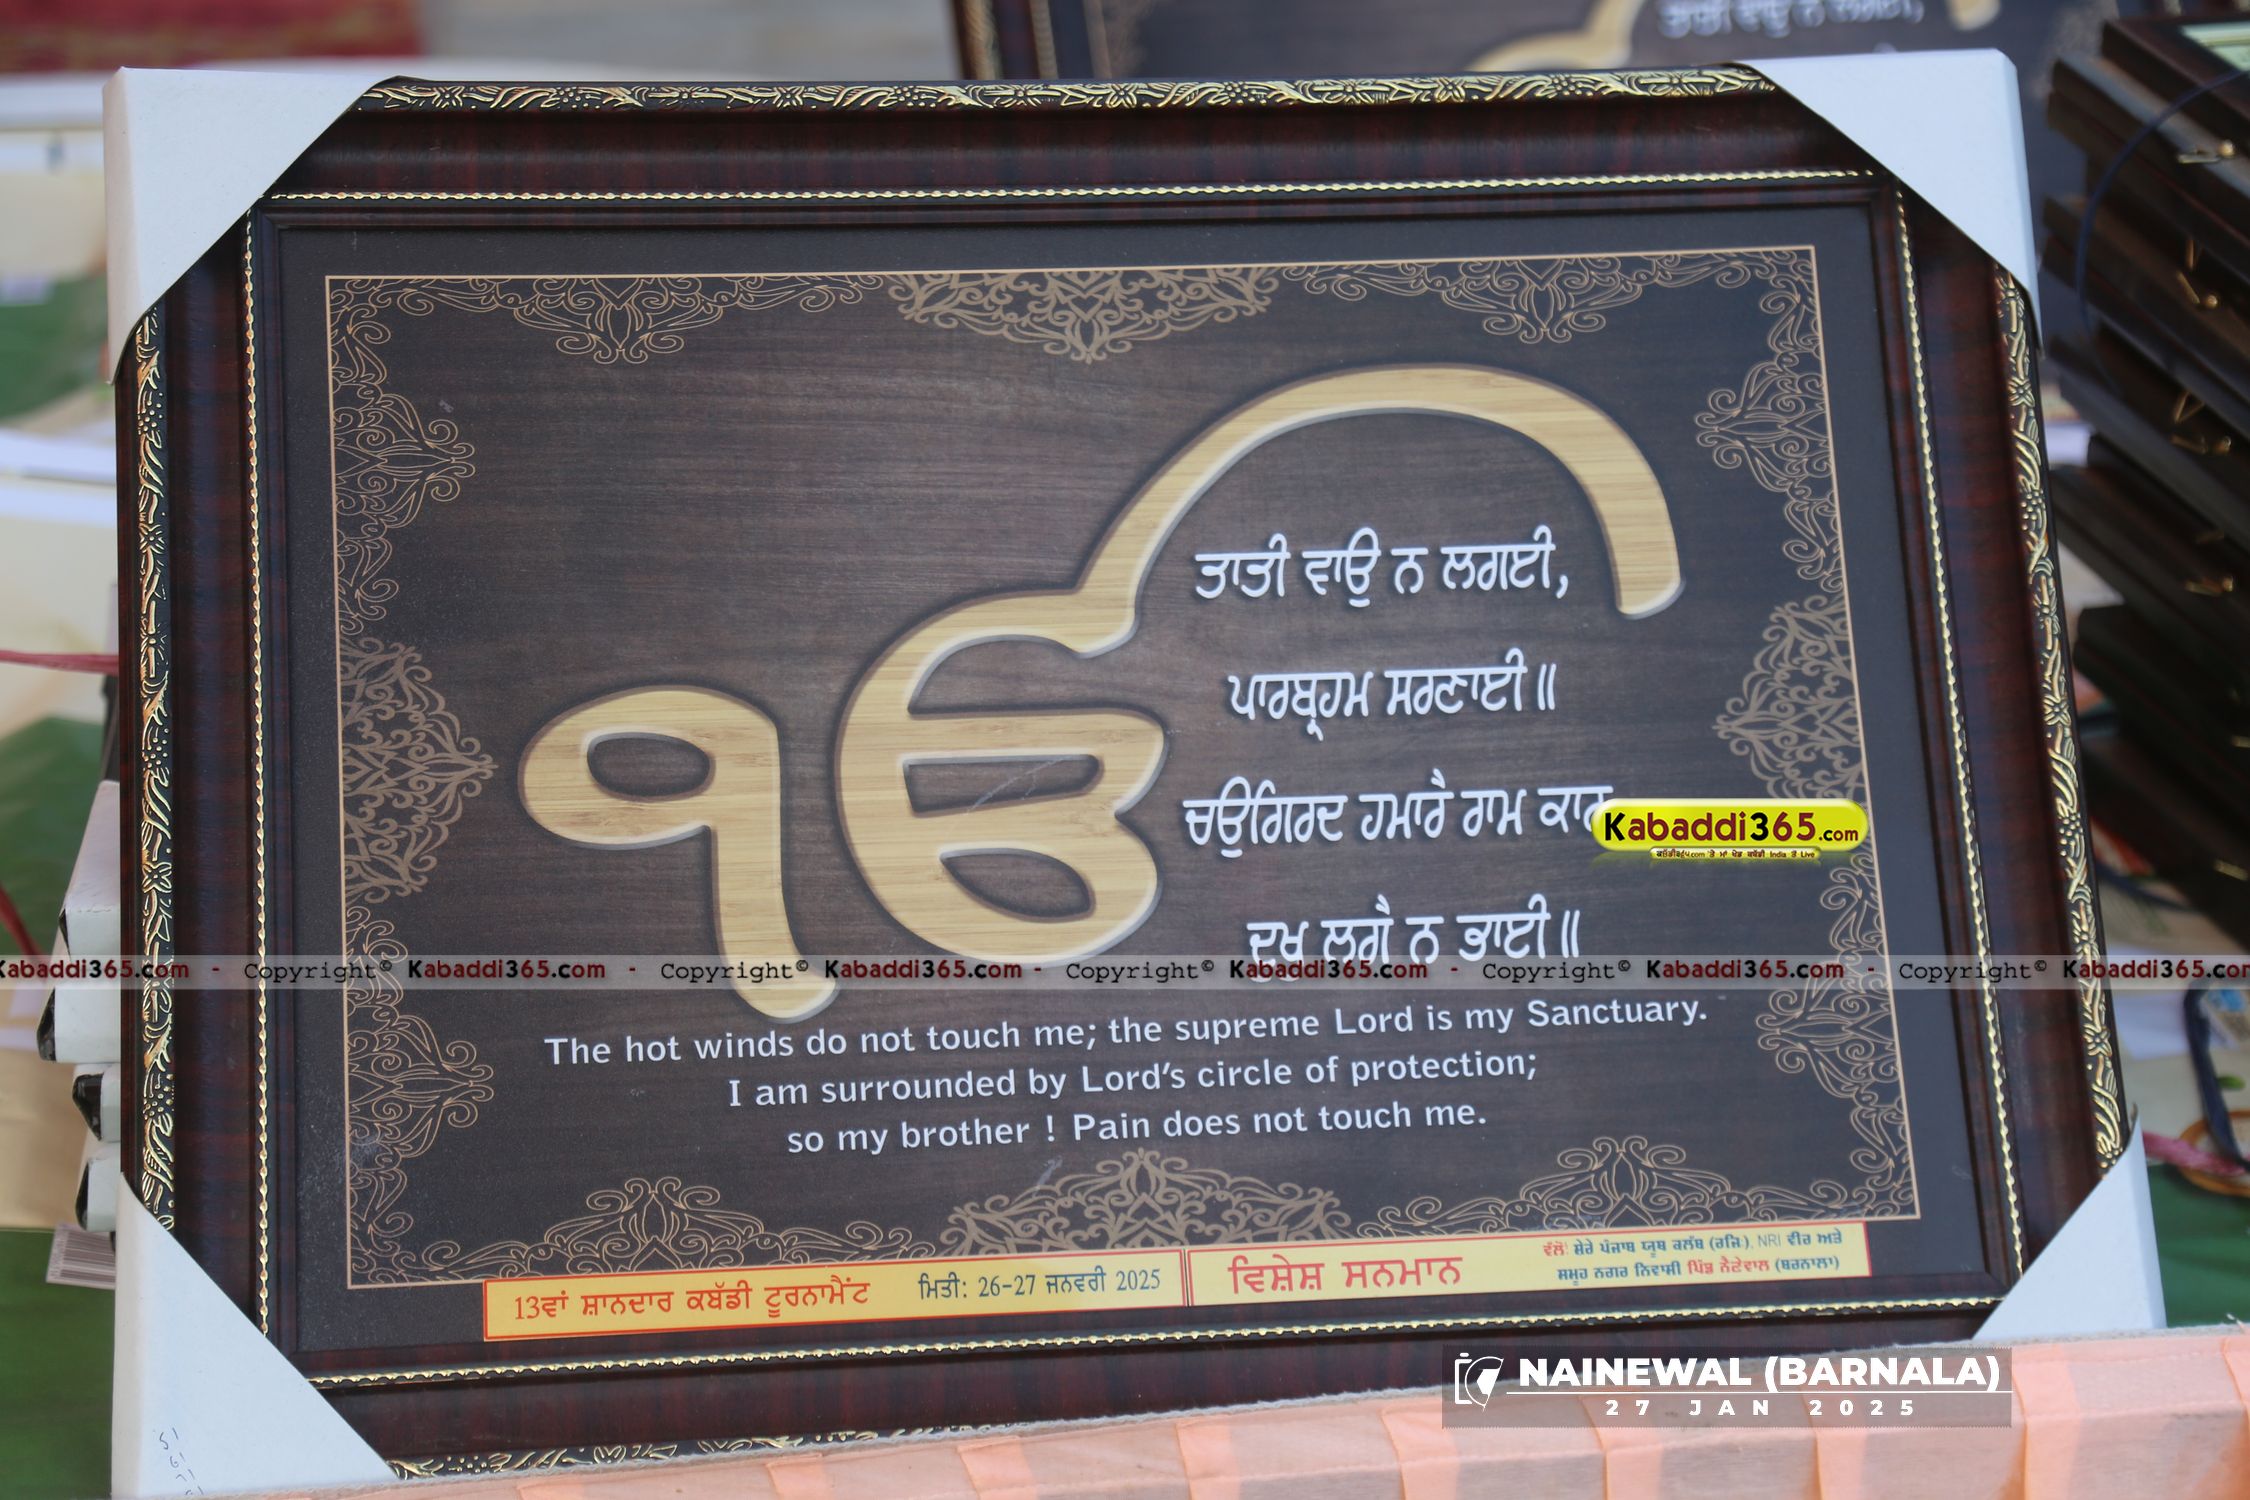 ਤਾਤੀ ਵਾਉ ਨ ਲਗਈ,
ੴ
ਤਾਤੀ ਵਾਉ ਨ ਲਗਈ,
ਪਾਰਬ੍ਰਹਮ ਸਰਣਾਈ॥
ਚਉਗਿਰਦ ਹਮਾਰੈ ਰਾਮ ਕਾਰ
Kabaddi365.com
ਦੁਖੁ ਲਗੈ ਨ ਭਾਈ॥
Kabaddi365.com - Copyright© Kabaddi365.com - Copyright© Kabaddi365.com - Copyright© Kabaddi365.com - Copyright© Kabaddi365.com
The hot winds do not touch me; the supreme Lord is my Sanctuary.
I am surrounded by Lord's circle of protection;
so my brother ! Pain does not touch me.
13ਵਾਂ ਸ਼ਾਨਦਾਰ ਕਬੱਡੀ ਟੂਰਨਾਮੈਂਟ ਮਿਤੀ: 26-27 ਜਨਵਰੀ 2025
ਵਿਸ਼ੇਸ਼ ਸਨਮਾਨ
ਵੱਲੋਂ: ਸ਼ੇਰੇ ਪੰਜਾਬ ਯੂਥ ਕਲੱਬ (ਰਜਿ.), NRI ਵੀਰ ਅਤੇ
ਸਮੂਹ ਨਗਰ ਨਿਵਾਸੀ ਪਿੰਡ ਨੈਣੇਵਾਲ (ਬਰਨਾਲਾ)
NAINEWAL (BARNALA)
27 JAN 2025